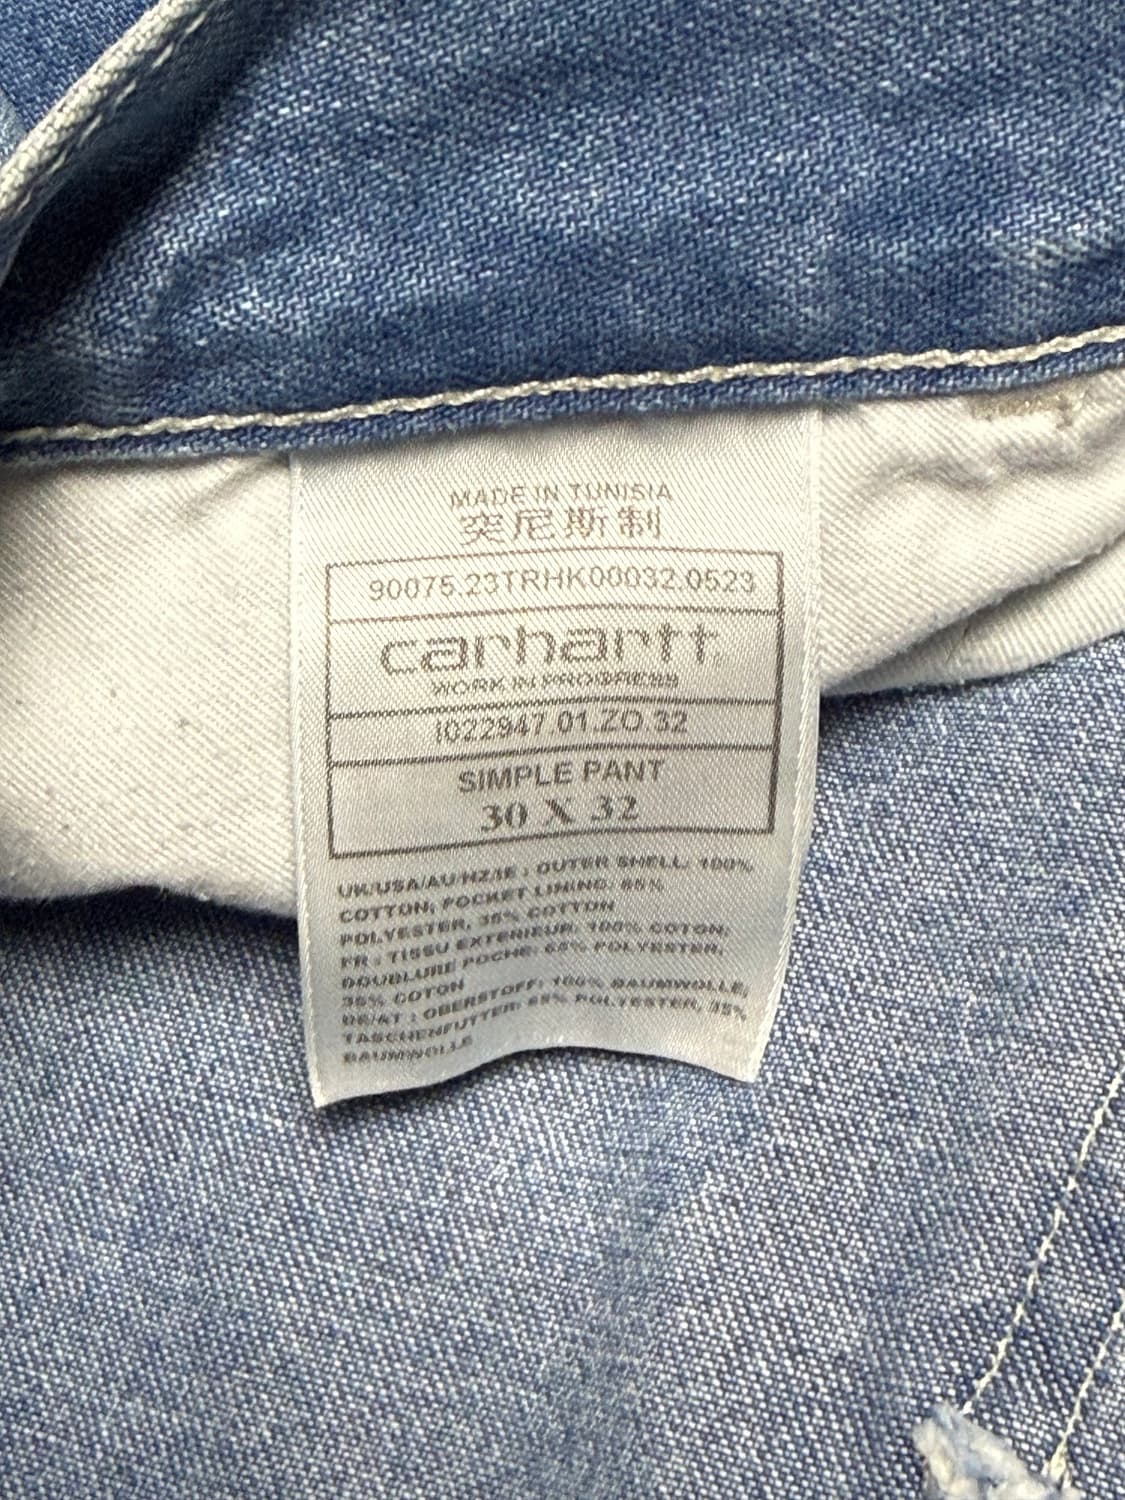 MADE IN TUNISIA
突尼斯制
90075.23TRHK00032.0523
carhartt
WORK IN PROGRESS
I022947.01.ZO.32
SIMPLE PANT
30 X 32
UK/USA/AU/NZ/IE : OUTER SHELL: 100%
COTTON; POCKET LINING: 65%
POLYESTER, 35% COTTON
FR : TISSU EXTERIEUR: 100% COTON;
DOUBLURE POCHE: 65% POLYESTER,
35% COTON
DE/AT : OBERSTOFF: 100% BAUMWOLLE;
TASCHENFUTTER: 65% POLYESTER, 35%
BAUMWOLLE